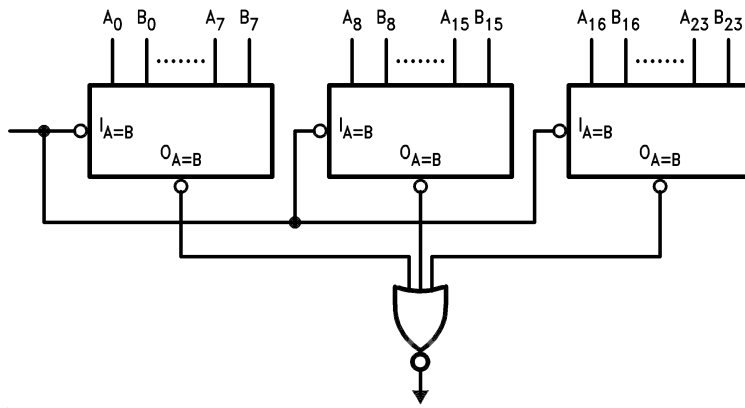 A0 B0 ........ A7 B7 A8 B8 ........ A15 B15 A16 B16 ........ A23 B23
IA=B IA=B IA=B
OA=B OA=B OA=B